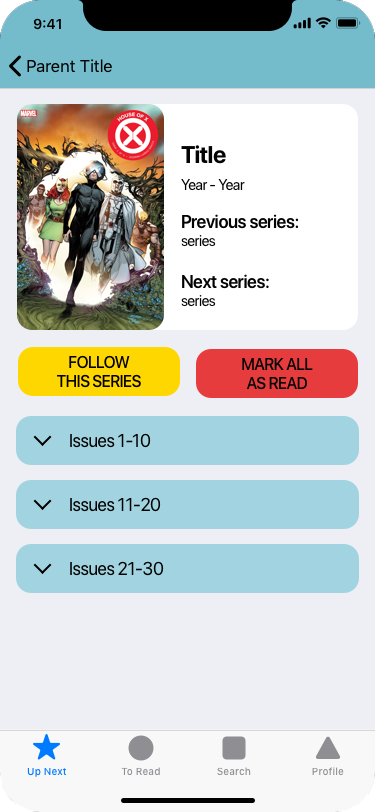 9:41
Parent Title
MARVEL
HOUSE OF X
Title
Year - Year
Previous series:
series
Next series:
series
FOLLOW
THIS SERIES
MARK ALL
AS READ
Issues 1-10
Issues 11-20
Issues 21-30
Up Next
To Read
Search
Profile